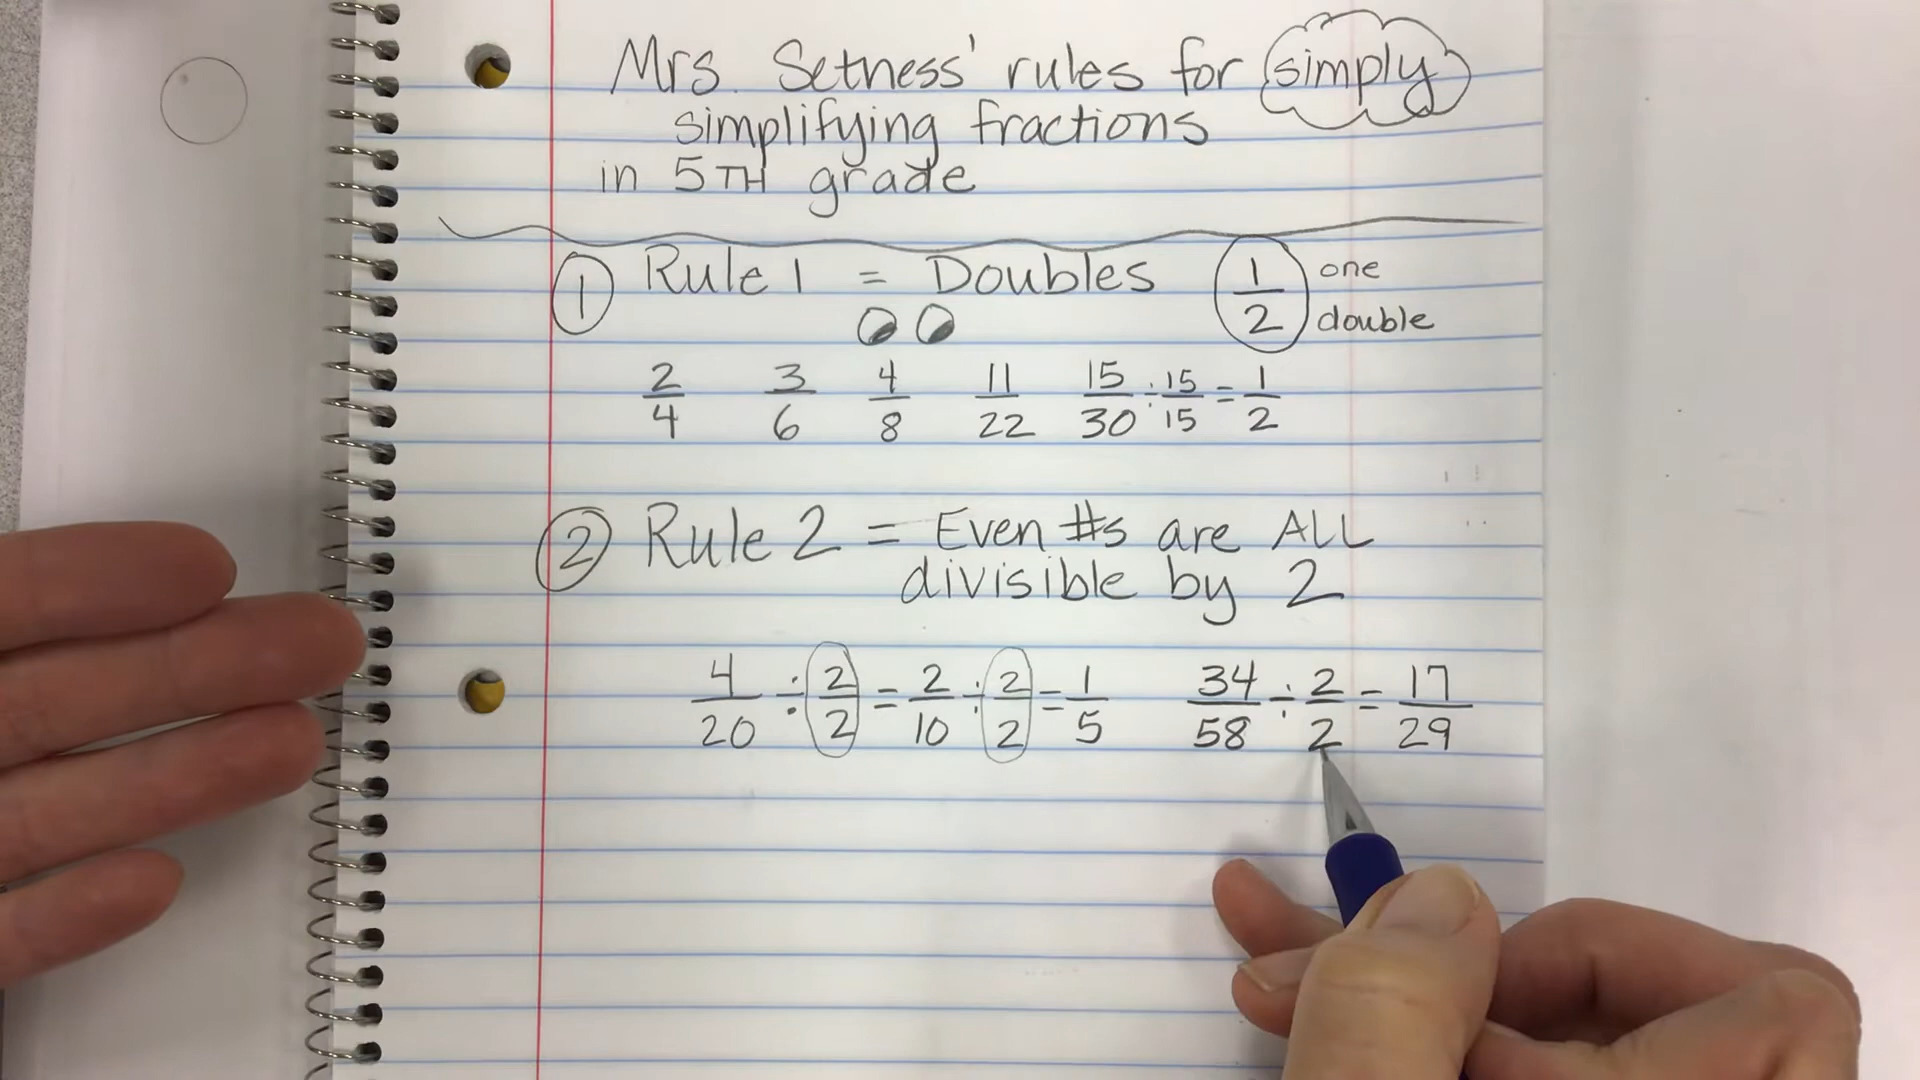 Mrs. Setness' rules for simply
simplifying fractions
in 5TH grade
① Rule 1 = Doubles 1/2 one double
2/4 3/6 4/8 11/22 15/30 ÷ 15/15 = 1/2
② Rule 2 = Even #s are ALL
divisible by 2
4/20 ÷ 2/2 = 2/10 ÷ 2/2 = 1/5 34/58 ÷ 2/2 = 17/29